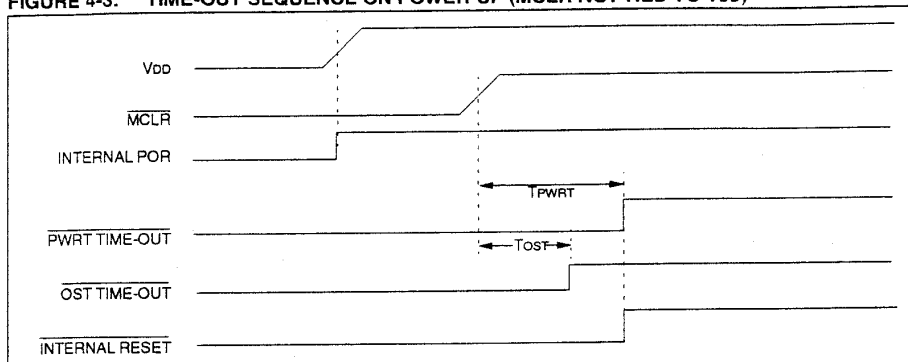 FIGURE 4-3: TIME-OUT SEQUENCE ON POWER-UP (MCLR NOT TIED TO VDD)
VDD
MCLR
INTERNAL POR
TPWRT
PWRT TIME-OUT
TOST
OST TIME-OUT
INTERNAL RESET